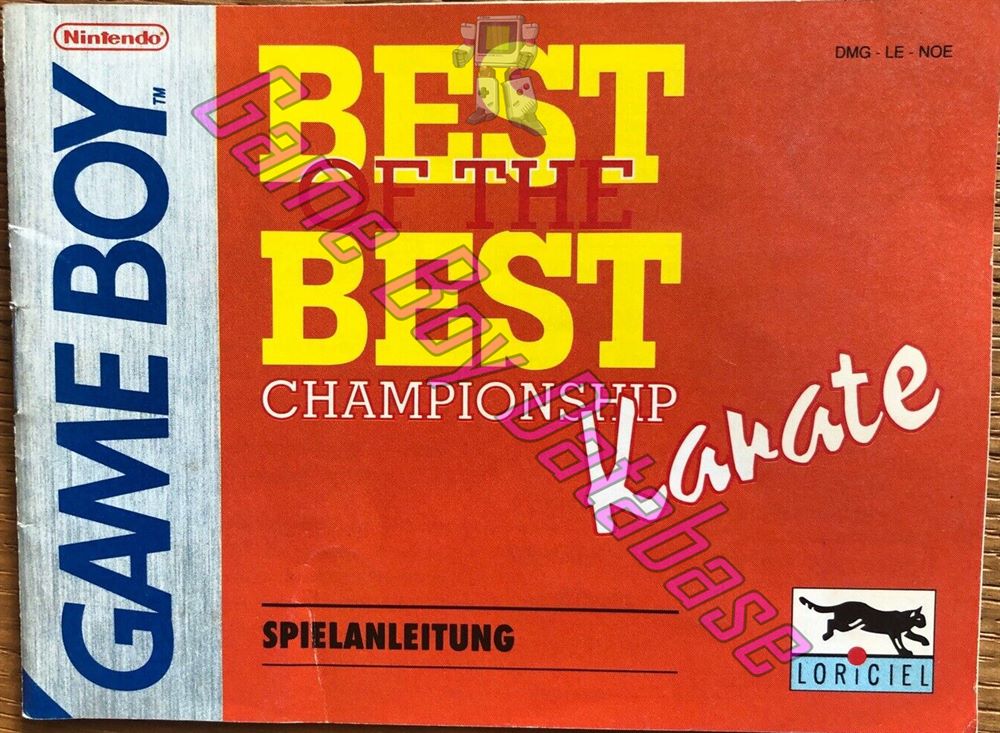 Nintendo®
GAME BOY™
DMG - LE - NOE
BEST
OF THE
BEST
CHAMPIONSHIP
Karate
SPIELANLEITUNG
LORICIEL
Game Boy Database